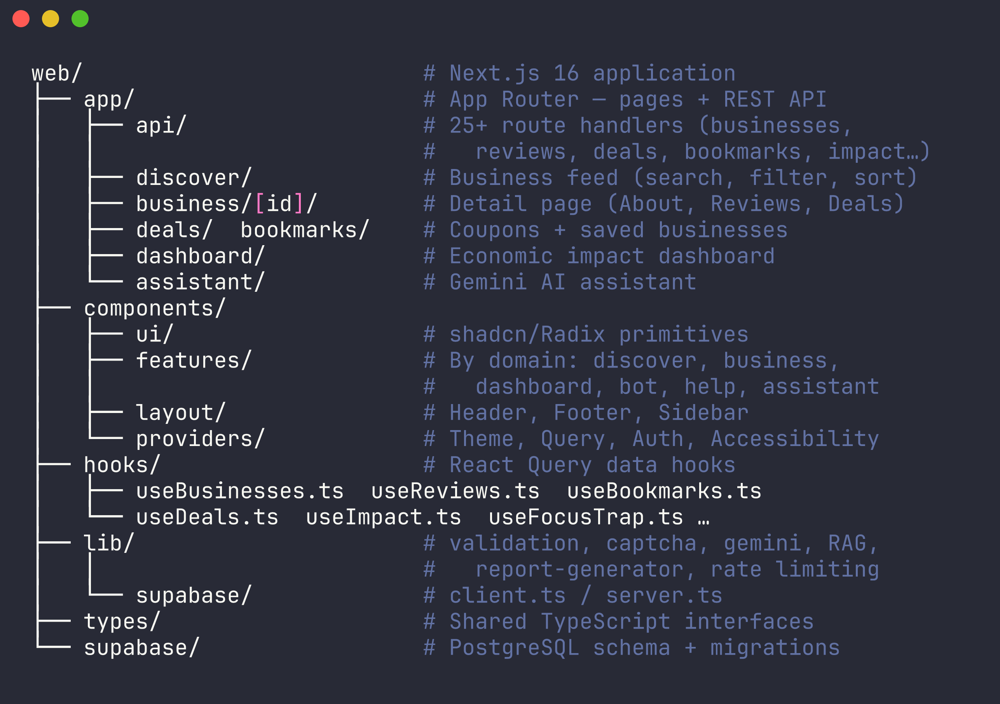 web/                          # Next.js 16 application
├── app/                      # App Router — pages + REST API
│   ├── api/                  # 25+ route handlers (businesses,
│   │                         #   reviews, deals, bookmarks, impact…)
│   ├── discover/             # Business feed (search, filter, sort)
│   ├── business/[id]/        # Detail page (About, Reviews, Deals)
│   ├── deals/  bookmarks/    # Coupons + saved businesses
│   ├── dashboard/            # Economic impact dashboard
│   └── assistant/            # Gemini AI assistant
├── components/
│   ├── ui/                   # shadcn/Radix primitives
│   ├── features/             # By domain: discover, business,
│   │                         #   dashboard, bot, help, assistant
│   ├── layout/               # Header, Footer, Sidebar
│   └── providers/            # Theme, Query, Auth, Accessibility
├── hooks/                    # React Query data hooks
│   ├── useBusinesses.ts  useReviews.ts  useBookmarks.ts
│   └── useDeals.ts  useImpact.ts  useFocusTrap.ts …
├── lib/                      # validation, captcha, gemini, RAG,
│   │                         #   report-generator, rate limiting
│   └── supabase/             # client.ts / server.ts
├── types/                    # Shared TypeScript interfaces
└── supabase/                 # PostgreSQL schema + migrations